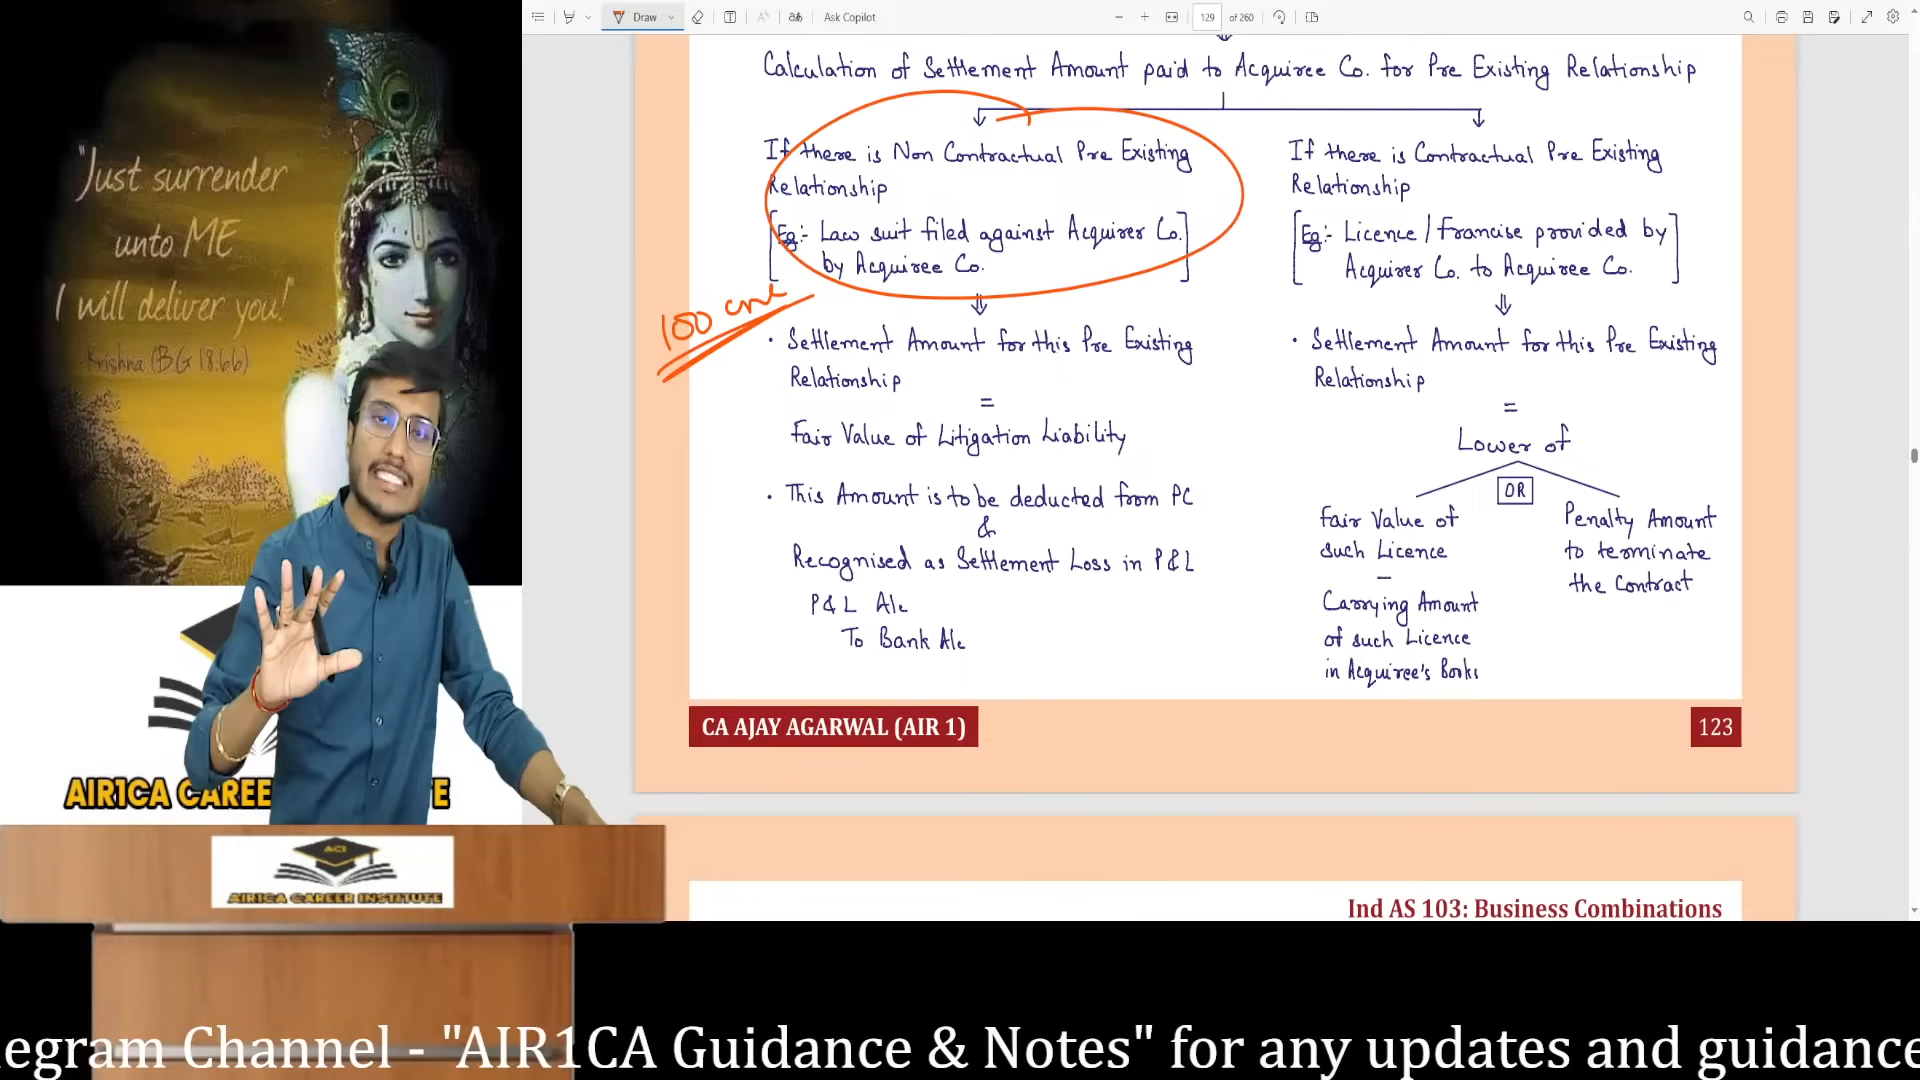 "Just surrender
unto ME
I will deliver you!"
- Krishna (B.G 18.66)
Draw
Ask Copilot
129
of 260
Calculation of Settlement Amount paid to Acquiree Co. for Pre Existing Relationship
If there is Non Contractual Pre Existing
Relationship
[Eg:- Law suit filed against Acquirer Co.
by Acquiree Co.]
100 crore
• Settlement Amount for this Pre Existing
Relationship
=
Fair Value of Litigation Liability
• This Amount is to be deducted from PC
&
Recognised as Settlement Loss in P&L
P&L A/c
To Bank A/c
If there is Contractual Pre Existing
Relationship
[Eg:- Licence / Francise provided by
Acquirer Co. to Acquiree Co.]
• Settlement Amount for this Pre Existing
Relationship
=
Lower of
OR
Fair Value of
such Licence
–
Carrying Amount
of such Licence
in Acquiree's Books
Penalty Amount
to terminate
the Contract
CA AJAY AGARWAL (AIR 1)
123
Ind AS 103: Business Combinations
AIR1CA CAREE
TE
ACI
AIR1CA CAREER INSTITUTE
egram Channel - "AIR1CA Guidance & Notes" for any updates and guidance